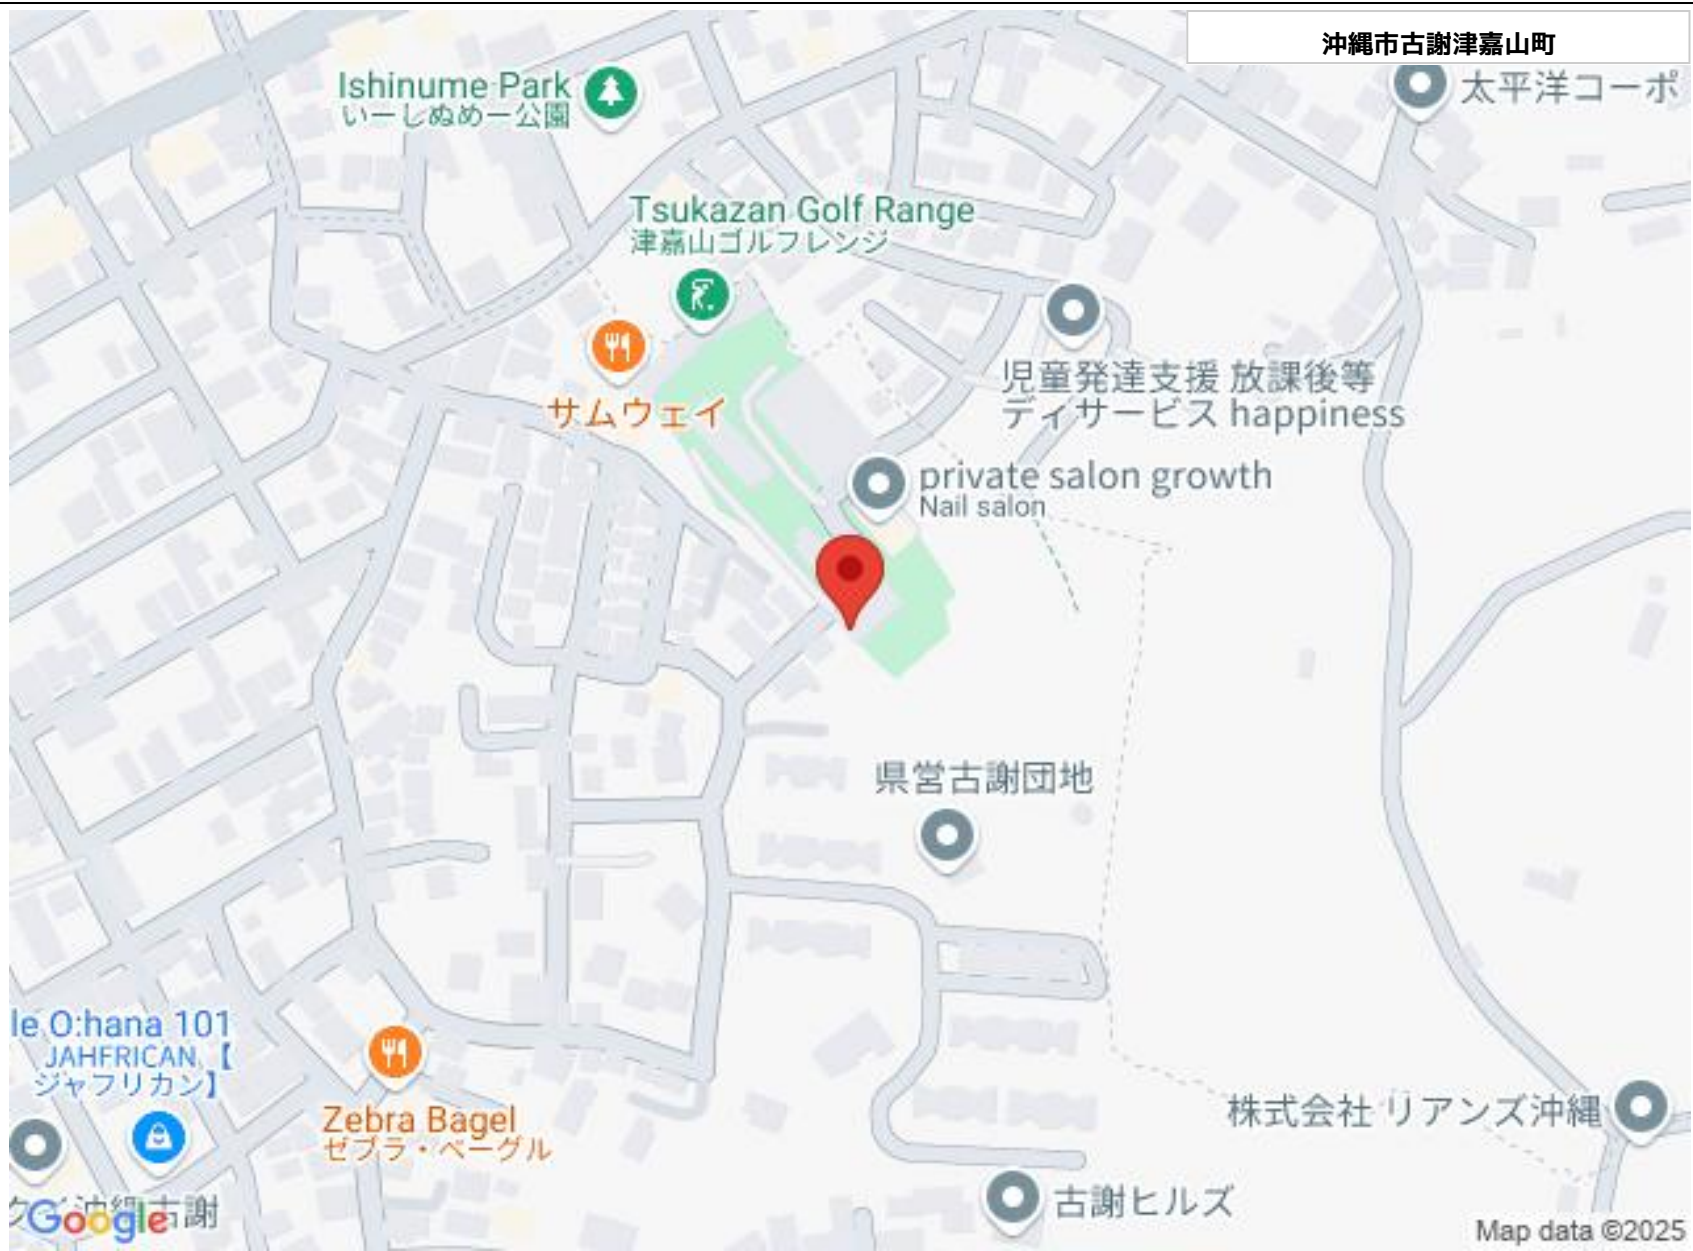 沖縄市古謝津嘉山町
Ishinume Park
いーしぬめー公園
太平洋コーポ
Tsukazan Golf Range
津嘉山ゴルフレンジ
サムウェイ
児童発達支援 放課後等
ディサービス happiness
private salon growth
Nail salon
県営古謝団地
le O:hana 101
JAHFRICAN【
ジャフリカン】
Zebra Bagel
ゼブラ・ベーグル
株式会社 リアンズ沖縄
古謝ヒルズ
沖縄古謝
Google
Map data ©2025